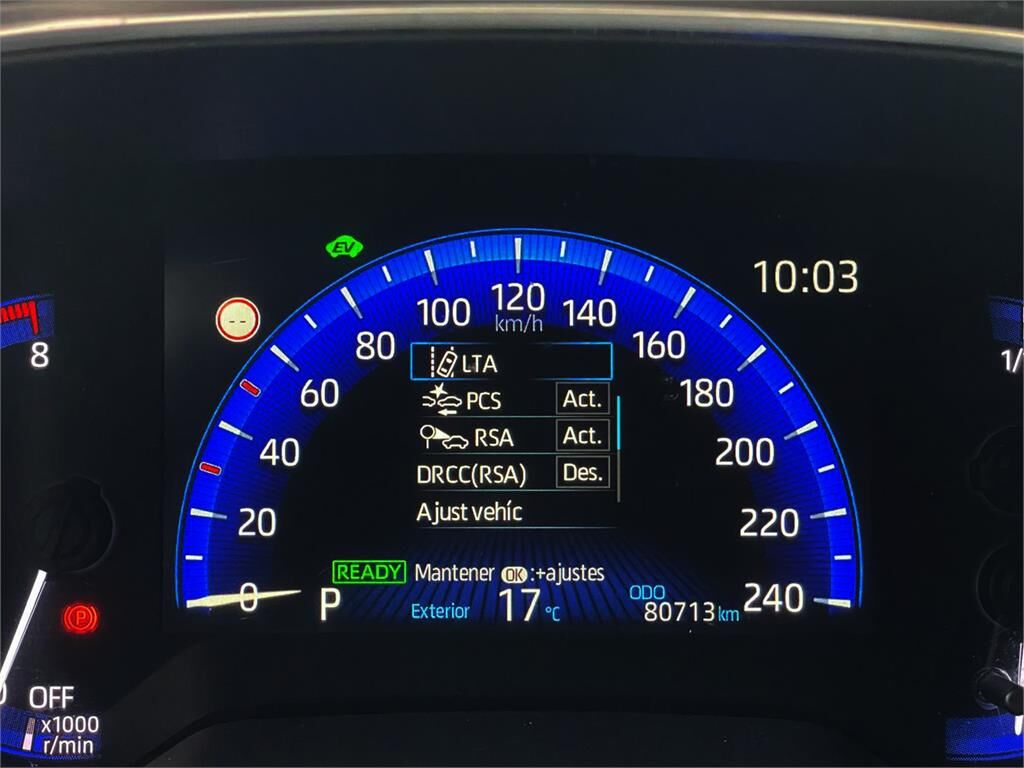 EV
10:03
--
8
100
120
140
km/h
80
160
1/
60
180
40
200
20
220
0
240
LTA
PCS Act.
RSA Act.
DRCC(RSA) Des.
Ajust vehíc
READY Mantener OK:+ajustes
P
Exterior 17 °C
ODO
80713 km
P
OFF
x1000
r/min